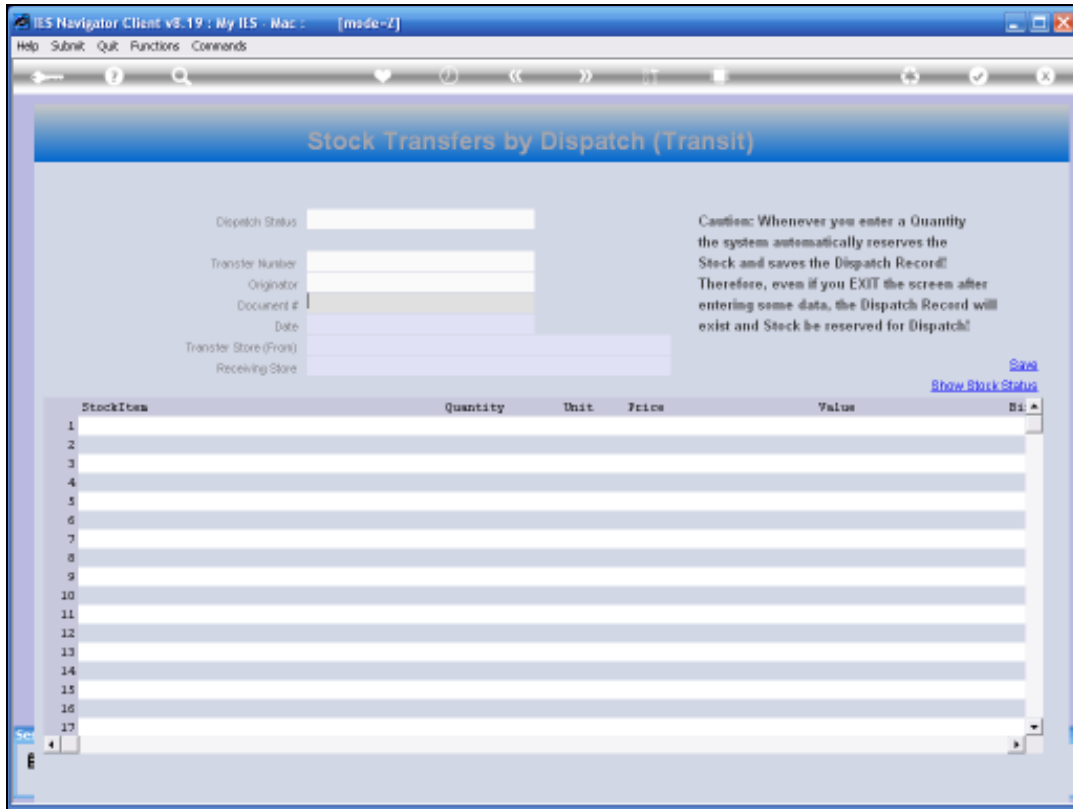 IES Navigator Client v8.19 : My IES - Mac : [mode=Z]
Help Submit Quit Functions Commands
Stock Transfers by Dispatch (Transit)
Dispatch Status
Transfer Number
Originator
Document #
Date
Transfer Store (From)
Receiving Store
Caution: Whenever you enter a Quantity
the system automatically reserves the
Stock and saves the Dispatch Record!
Therefore, even if you EXIT the screen after
entering some data, the Dispatch Record will
exist and Stock be reserved for Dispatch!
Save
Show Stock Status
StockItem Quantity Unit Price Value
1
2
3
4
5
6
7
8
9
10
11
12
13
14
15
16
17